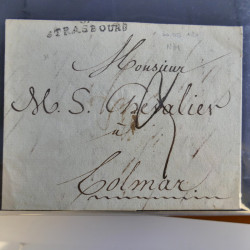 STRASBOURG
Monsieur
M. S. Chevalier
à
Colmar